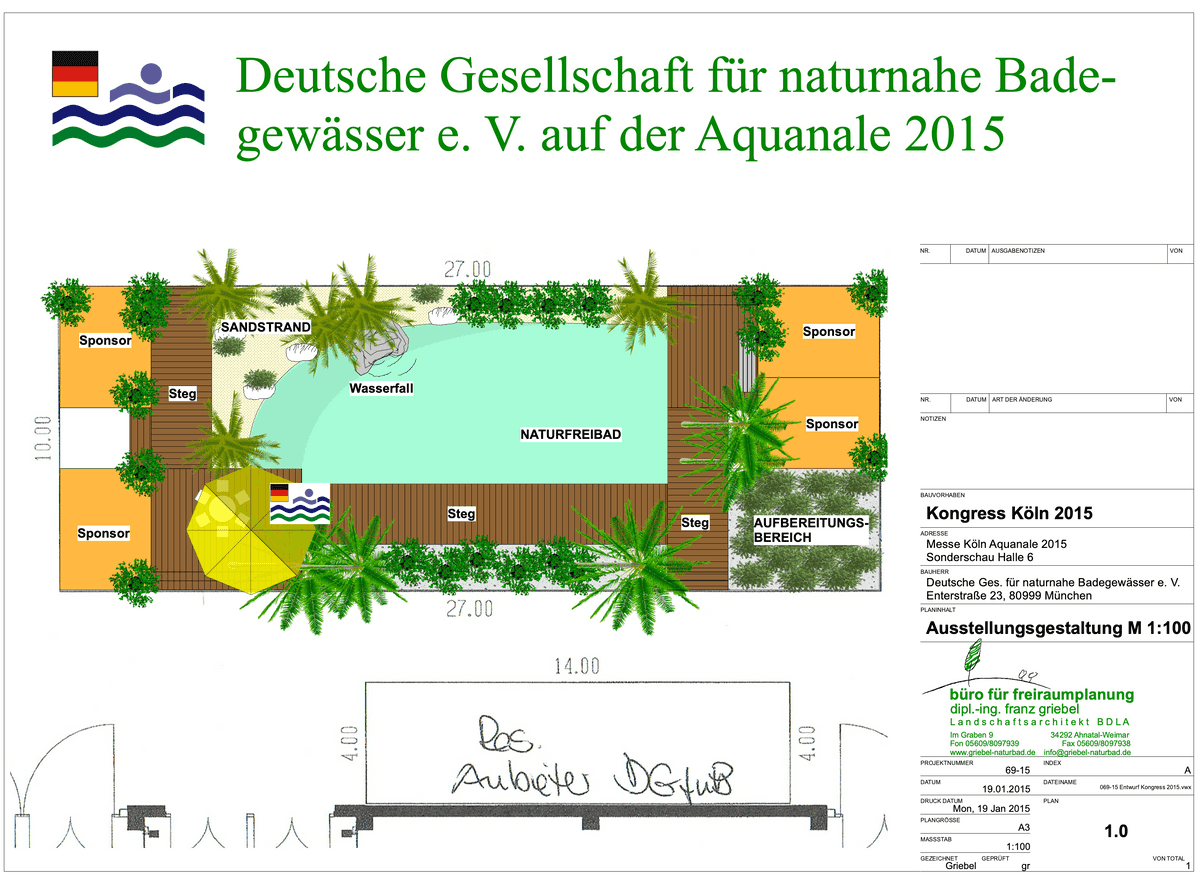 Deutsche Gesellschaft für naturnahe Bade-
gewässer e. V. auf der Aquanale 2015
27.00
10.00
Sponsor
SANDSTRAND
Steg
Wasserfall
NATURFREIBAD
Sponsor
Sponsor
Sponsor
Steg
Steg
AUFBEREITUNGS-
BEREICH
27.00
14.00
4.00
4.00
Res.
Anbieter DGfnB
NR. DATUM AUSGABENOTIZEN VON
NR. DATUM ART DER ÄNDERUNG VON
NOTIZEN
BAUVORHABEN
Kongress Köln 2015
ADRESSE
Messe Köln Aquanale 2015
Sonderschau Halle 6
BAUHERR
Deutsche Ges. für naturnahe Badegewässer e. V.
Enterstraße 23, 80999 München
PLANINHALT
Ausstellungsgestaltung M 1:100
büro für freiraumplanung
dipl.-ing. franz griebel
Landschaftsarchitekt BDLA
Im Graben 9 34292 Ahnatal-Weimar
Fon 05609/8097939 Fax 05609/8097938
www.griebel-naturbad.de info@griebel-naturbad.de
PROJEKTNUMMER INDEX
69-15 A
DATUM DATEINAME
19.01.2015 069-15 Entwurf Kongress 2015.vwx
DRUCK DATUM PLAN
Mon, 19 Jan 2015
PLANGRÖSSE
A3 1.0
MASSSTAB
1:100
GEZEICHNET GEPRÜFT VON TOTAL
Griebel gr 1